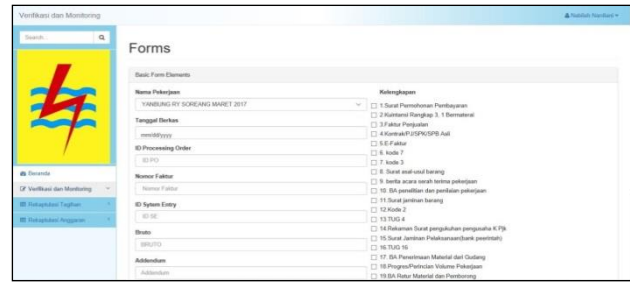 Verifikasi dan Monitoring
Search...
Beranda
Verifikasi dan Monitoring
Rekapitulasi Tagihan
Rekapitulasi Anggaran
Forms
Basic Form Elements
Nama Pekerjaan
YANBUNG RY SOREANG MARET 2017
Tanggal Berkas
mm/dd/yyyy
ID Processing Order
ID PO
Nomor Faktur
Nomor Faktur
ID Sytem Entry
ID SE
Bruto
BRUTO
Addendum
Addendum
Kelengkapan
1.Surat Permohonan Pembayaran
2.Kuintansi Rangkap 3, 1 Bermaterai
3.Faktur Penjualan
4.Kontrak/PJ/SPK/SPB Asli
5.E-Faktur
6. kode 7
7. kode 3
8. Surat asal-usul barang
9. berita acara serah terima pekerjaan
10. BA penelitian dan penilaian pekerjaan
11.Surat jaminan barang
12.Kode 2
13.TUG 4
14.Rekaman Surat pengukuhan pengusaha K Pjk
15.Surat Jaminan Pelaksanaan(bank peerintah)
16.TUG 16
17. BA Penerimaan Material dari Gudang
18.Progres/Perincian Volume Pekerjaan
19.BA Retur Material dan Pemborong